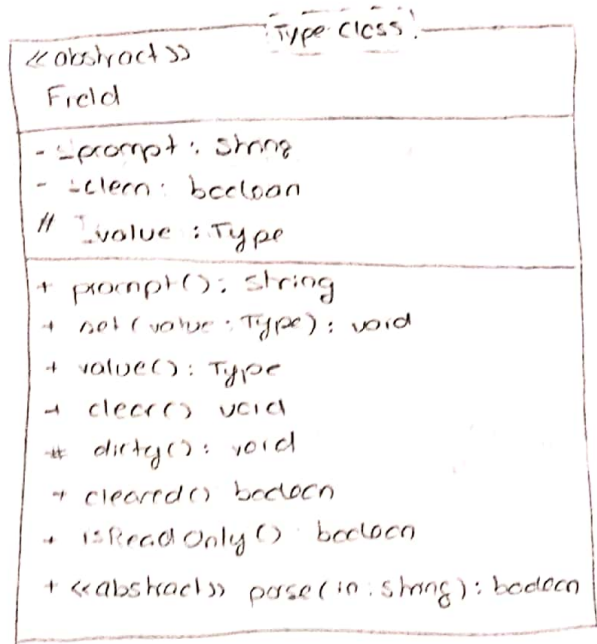 Type: Class
<<abstract>>
Field
- _prompt: String
- _clear: boolean
# _value : Type
+ prompt(): String
+ set(value: Type): void
+ value(): Type
+ clear() void
# dirty(): void
+ cleared() boolean
+ isReadOnly() boolean
+ <<abstract>> parse(in: String): boolean